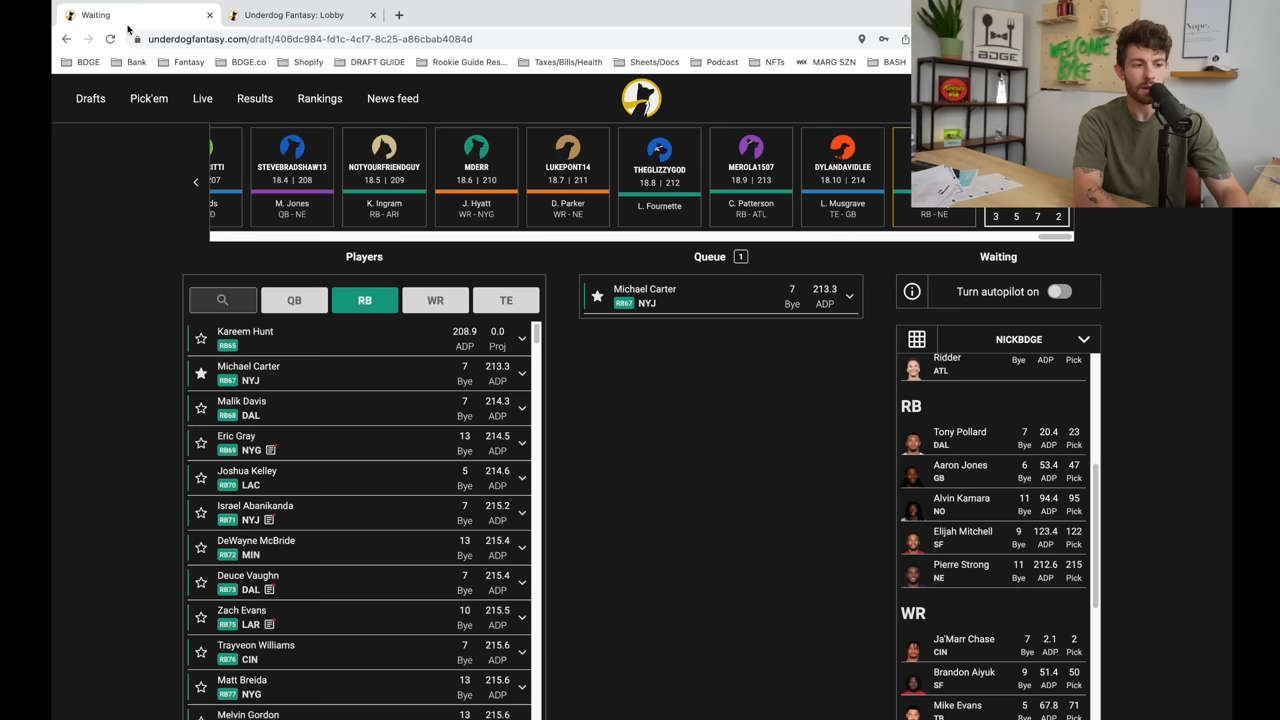 Waiting
Underdog Fantasy: Lobby
underdogfantasy.com/draft/406dc984-fd1c-4cf7-8c25-a86cbab4084d
BDGE
Bank
Fantasy
BDGE.co
Shopify
DRAFT GUIDE
Rookie Guide Res...
Taxes/Bills/Health
Sheets/Docs
Podcast
NFTs
MARG SZN
BASH
BDGE
WELCOME
BYKE
Nope.
Drafts
Pick'em
Live
Results
Rankings
News feed
STEVEBRADSHAW13
18.4 | 208
M. Jones
QB - NE
NOTYOURFRIENDGUY
18.5 | 209
K. Ingram
RB - ARI
MDERR
18.6 | 210
J. Hyatt
WR - NYG
LUKEPONT14
18.7 | 211
D. Parker
WR - NE
THEGLIZZYGOD
18.8 | 212
L. Fournette
MEROLA1507
18.9 | 213
C. Patterson
RB - ATL
DYLANDAVIDLEE
18.10 | 214
L. Musgrave
TE - GB
RB - NE
3 5 7 2
Players
QB
RB
WR
TE
Kareem Hunt 208.9 0.0
RB65 ADP Proj
Michael Carter 7 213.3
RB67 NYJ Bye ADP
Malik Davis 7 214.3
RB68 DAL Bye ADP
Eric Gray 13 214.5
RB69 NYG Bye ADP
Joshua Kelley 5 214.6
RB70 LAC Bye ADP
Israel Abanikanda 7 215.2
RB71 NYJ Bye ADP
DeWayne McBride 13 215.4
RB72 MIN Bye ADP
Deuce Vaughn 7 215.4
RB73 DAL Bye ADP
Zach Evans 10 215.5
RB75 LAR Bye ADP
Trayveon Williams 7 215.6
RB76 CIN Bye ADP
Matt Breida 13 215.6
RB77 NYG Bye ADP
Melvin Gordon 13 215.6
Queue 1
Michael Carter 7 213.3
RB67 NYJ Bye ADP
Waiting
Turn autopilot on
NICKBDGE
Ridder
ATL Bye ADP Pick
RB
Tony Pollard 7 20.4 23
DAL Bye ADP Pick
Aaron Jones 6 53.4 47
GB Bye ADP Pick
Alvin Kamara 11 94.4 95
NO Bye ADP Pick
Elijah Mitchell 9 123.4 122
SF Bye ADP Pick
Pierre Strong 11 212.6 215
NE Bye ADP Pick
WR
Ja'Marr Chase 7 2.1 2
CIN Bye ADP Pick
Brandon Aiyuk 9 51.4 50
SF Bye ADP Pick
Mike Evans 5 67.8 71
TB Bye ADP Pick